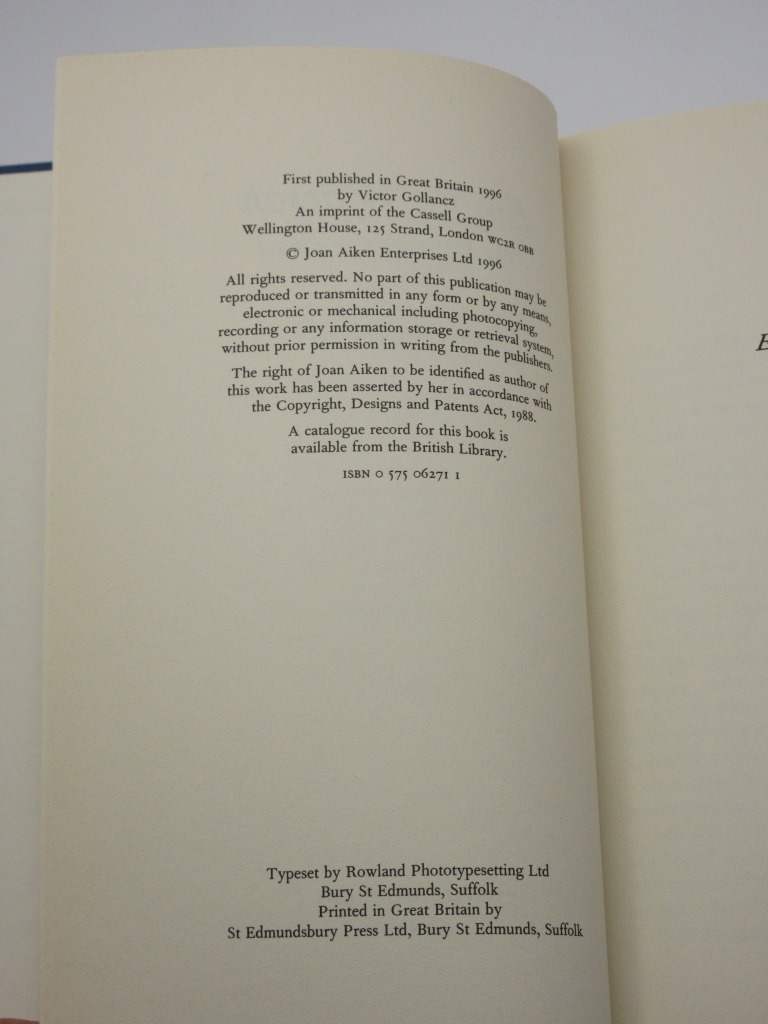 First published in Great Britain 1996
by Victor Gollancz
An imprint of the Cassell Group
Wellington House, 125 Strand, London WC2R 0BB
© Joan Aiken Enterprises Ltd 1996
All rights reserved. No part of this publication may be
reproduced or transmitted in any form or by any means,
electronic or mechanical including photocopying,
recording or any information storage or retrieval system,
without prior permission in writing from the publishers.
The right of Joan Aiken to be identified as author of
this work has been asserted by her in accordance with
the Copyright, Designs and Patents Act, 1988.
A catalogue record for this book is
available from the British Library.
ISBN 0 575 06271 1
Typeset by Rowland Phototypesetting Ltd
Bury St Edmunds, Suffolk
Printed in Great Britain by
St Edmundsbury Press Ltd, Bury St Edmunds, Suffolk